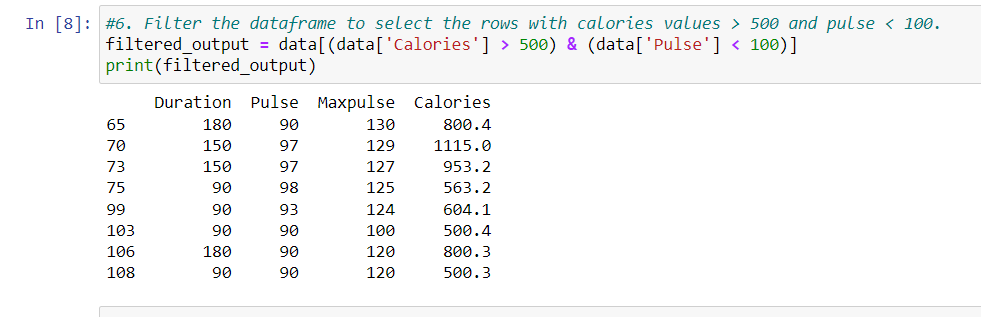 In [8]: #6. Filter the dataframe to select the rows with calories values > 500 and pulse < 100.
filtered_output = data[(data['Calories'] > 500) & (data['Pulse'] < 100)]
print(filtered_output)
Duration Pulse Maxpulse Calories
65 180 90 130 800.4
70 150 97 129 1115.0
73 150 97 127 953.2
75 90 98 125 563.2
99 90 93 124 604.1
103 90 90 100 500.4
106 180 90 120 800.3
108 90 90 120 500.3